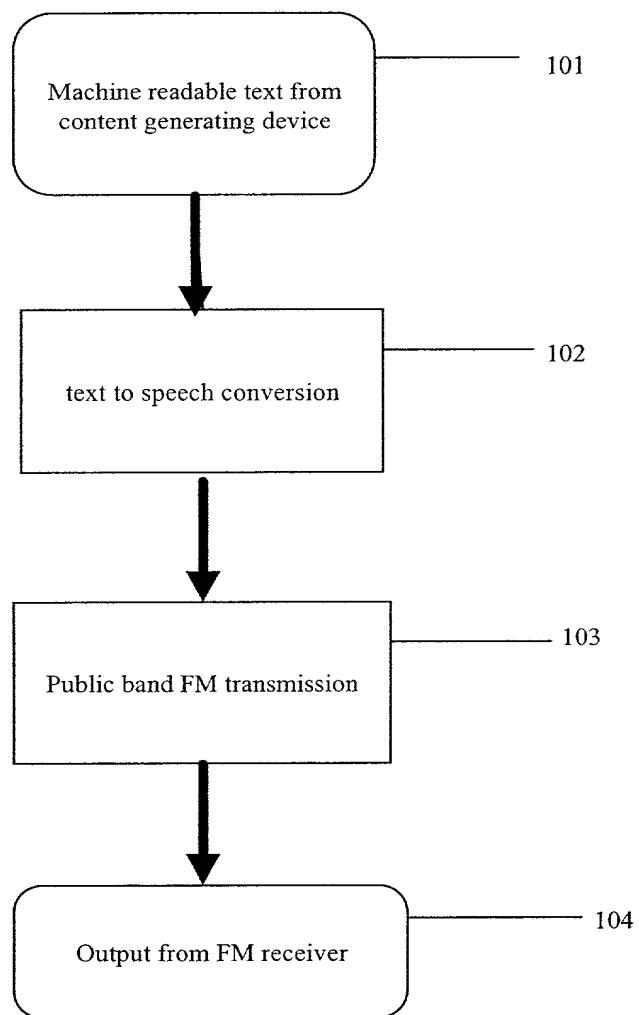 Machine readable text from
content generating device
101
text to speech conversion
102
Public band FM transmission
103
Output from FM receiver
104